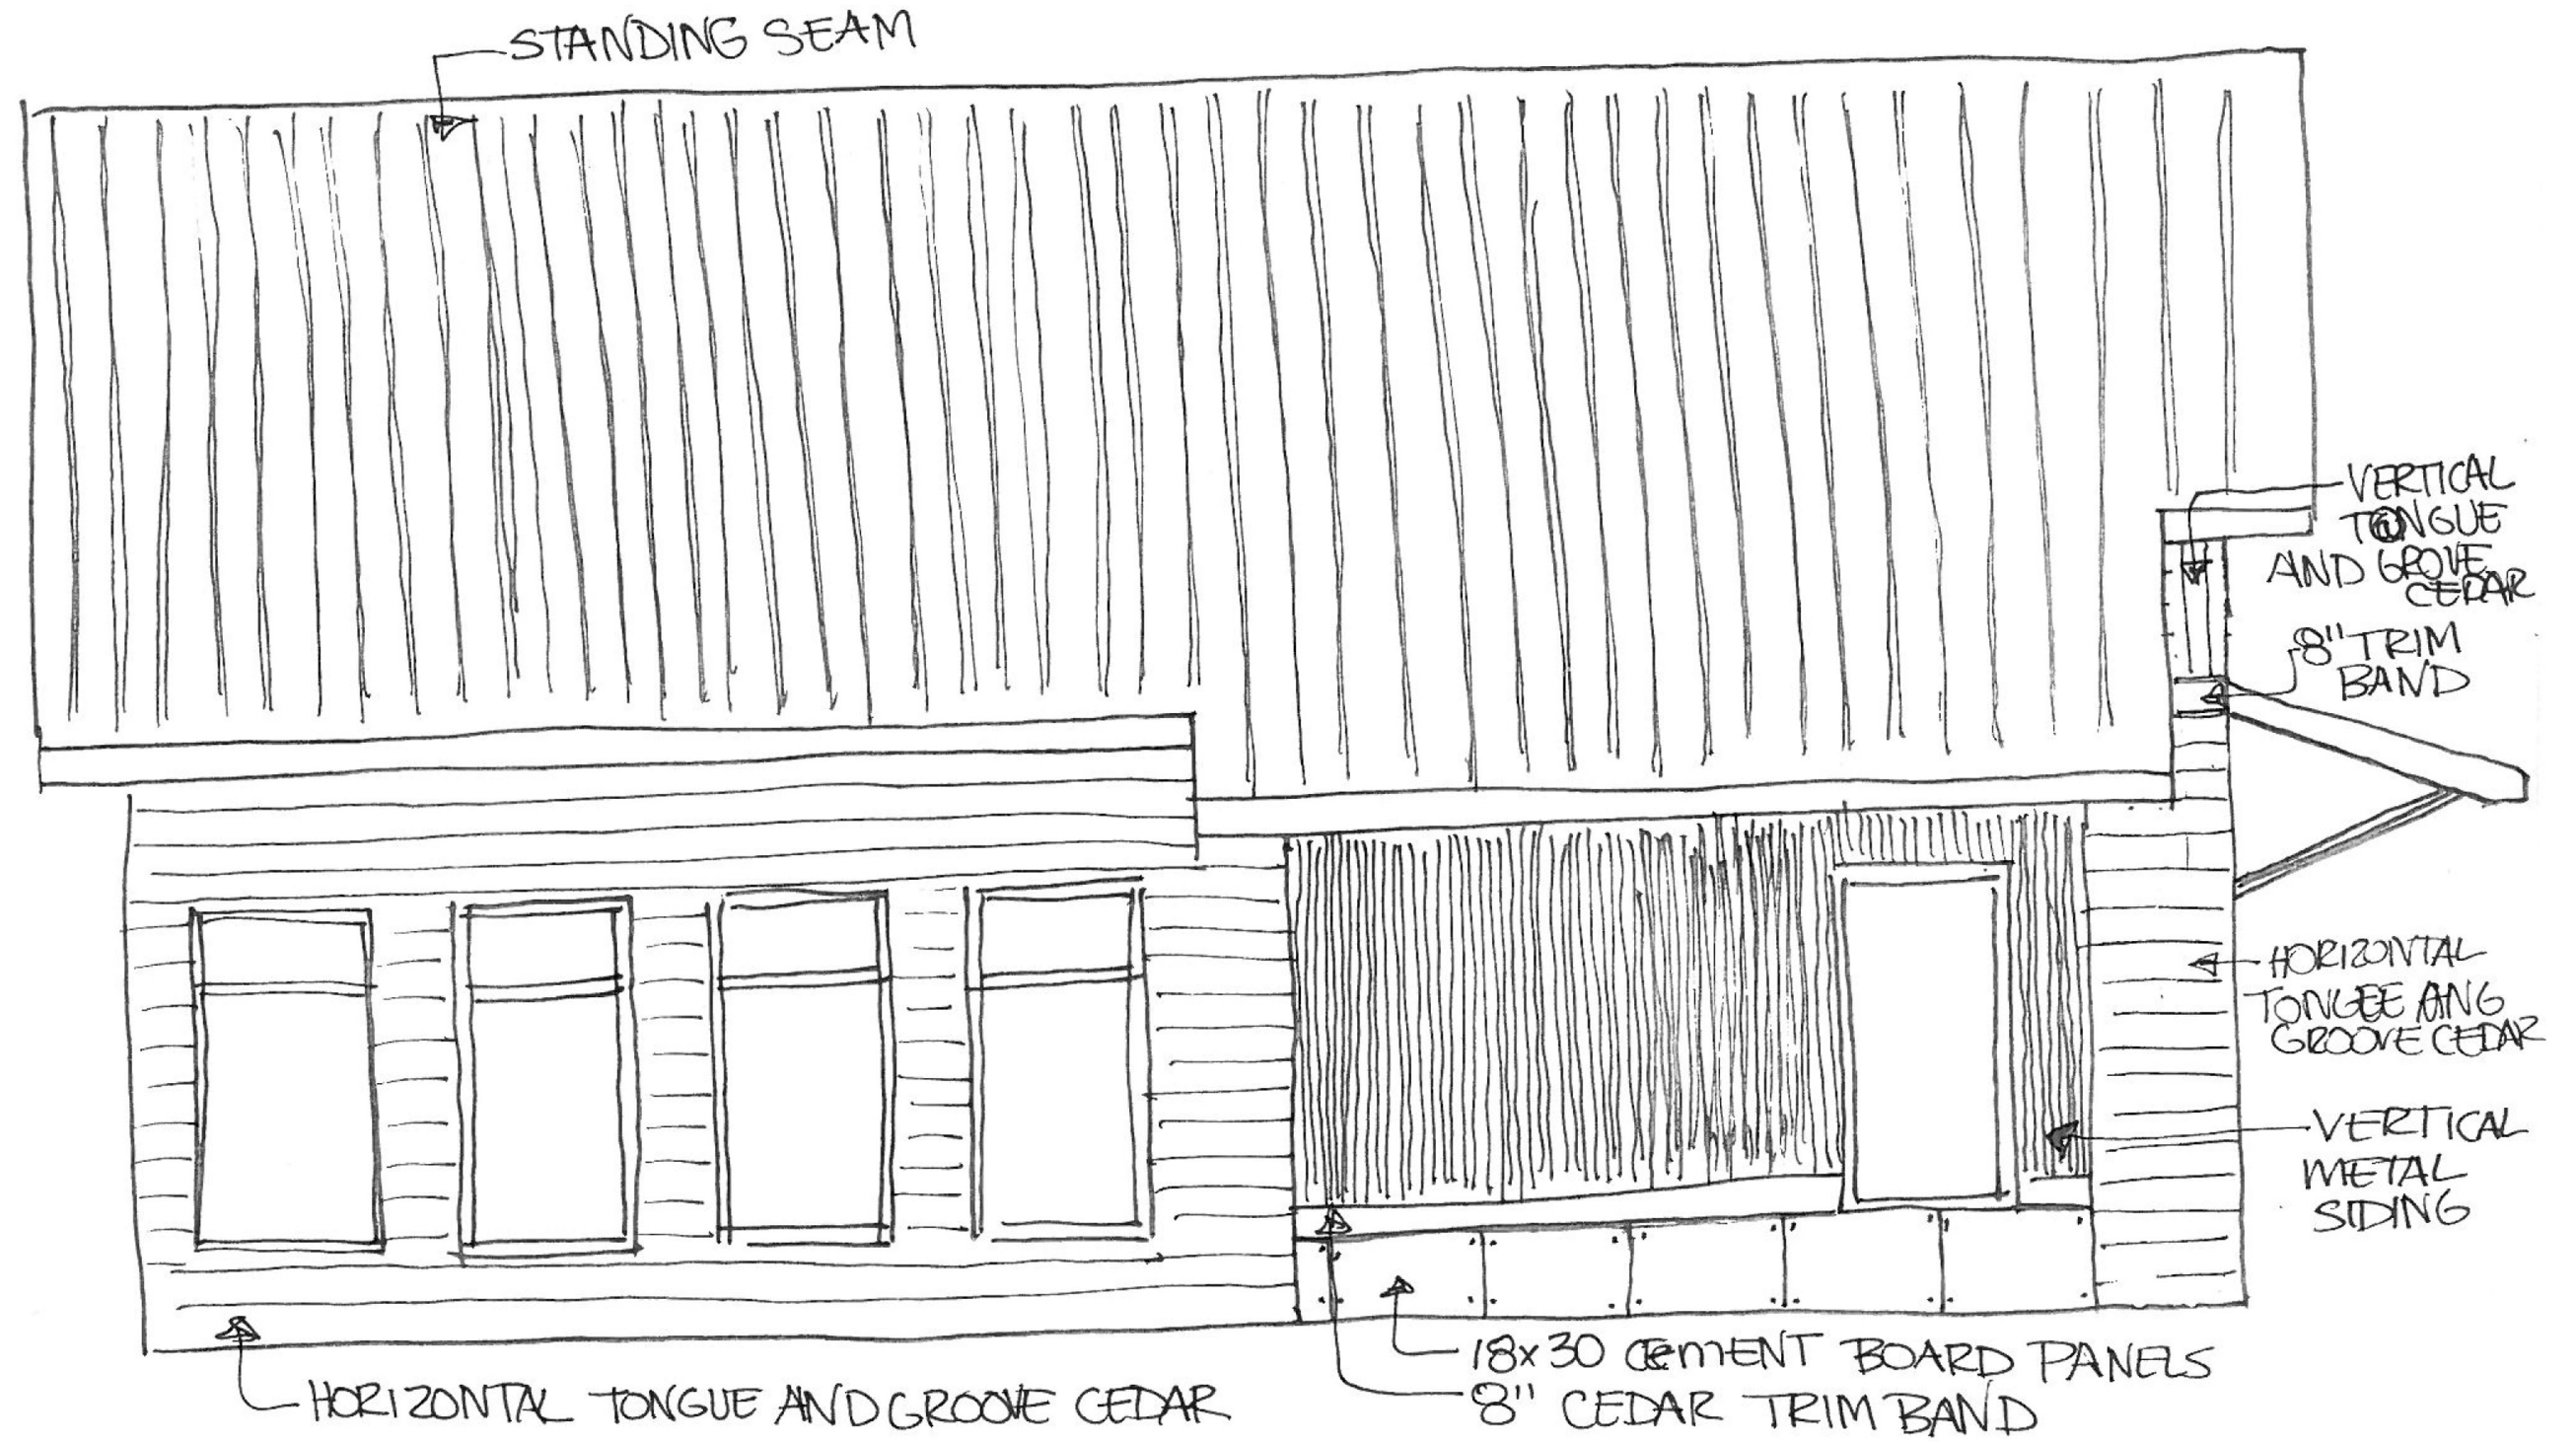 STANDING SEAM
VERTICAL
TONGUE
AND GROVE
CEDAR
8" TRIM
BAND
HORIZONTAL
TONGEE ANG
GROOVE CEDAR
VERTICAL
METAL
SIDING
18x30 CEMENT BOARD PANELS
8" CEDAR TRIM BAND
HORIZONTAL TONGUE AND GROOVE CEDAR